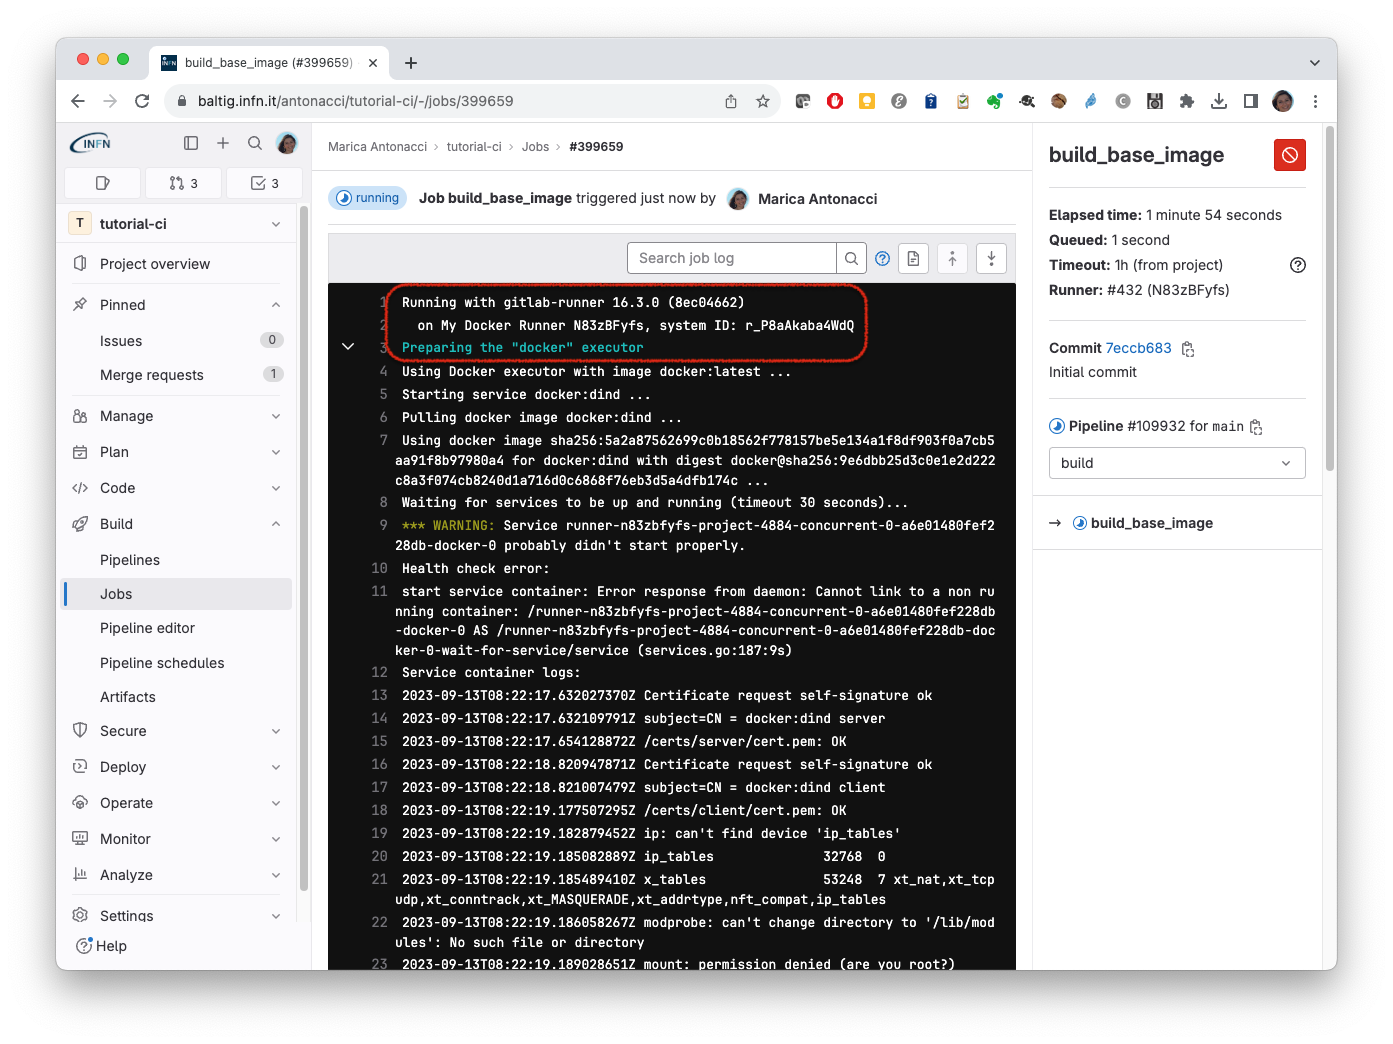 build_base_image (#399659)
baltig.infn.it/antonacci/tutorial-ci/-/jobs/399659
INFN
3
3
T tutorial-ci
Project overview
Pinned
Issues 0
Merge requests 1
Manage
Plan
Code
Build
Pipelines
Jobs
Pipeline editor
Pipeline schedules
Artifacts
Secure
Deploy
Operate
Monitor
Analyze
Settings
Help
Marica Antonacci › tutorial-ci › Jobs › #399659
running Job build_base_image triggered just now by Marica Antonacci
Search job log
1 Running with gitlab-runner 16.3.0 (8ec04662)
2 on My Docker Runner N83zBFyfs, system ID: r_P8aAkaba4WdQ
3 Preparing the "docker" executor
4 Using Docker executor with image docker:latest ...
5 Starting service docker:dind ...
6 Pulling docker image docker:dind ...
7 Using docker image sha256:5a2a87562699c0b18562f778157be5e134a1f8df903f0a7cb5
aa91f8b97980a4 for docker:dind with digest docker@sha256:9e6dbb25d3c0e1e2d222
c8a3f074cb8240d1a716d0c6868f76eb3d5a4dfb174c ...
8 Waiting for services to be up and running (timeout 30 seconds)...
9 *** WARNING: Service runner-n83zbfyfs-project-4884-concurrent-0-a6e01480fef2
28db-docker-0 probably didn't start properly.
10 Health check error:
11 start service container: Error response from daemon: Cannot link to a non ru
nning container: /runner-n83zbfyfs-project-4884-concurrent-0-a6e01480fef228db
-docker-0 AS /runner-n83zbfyfs-project-4884-concurrent-0-a6e01480fef228db-doc
ker-0-wait-for-service/service (services.go:187:9s)
12 Service container logs:
13 2023-09-13T08:22:17.632027370Z Certificate request self-signature ok
14 2023-09-13T08:22:17.632109791Z subject=CN = docker:dind server
15 2023-09-13T08:22:17.654128872Z /certs/server/cert.pem: OK
16 2023-09-13T08:22:18.820947871Z Certificate request self-signature ok
17 2023-09-13T08:22:18.821007479Z subject=CN = docker:dind client
18 2023-09-13T08:22:19.177507295Z /certs/client/cert.pem: OK
19 2023-09-13T08:22:19.182879452Z ip: can't find device 'ip_tables'
20 2023-09-13T08:22:19.185082889Z ip_tables 32768 0
21 2023-09-13T08:22:19.185489410Z x_tables 53248 7 xt_nat,xt_tcp
udp,xt_conntrack,xt_MASQUERADE,xt_addrtype,nft_compat,ip_tables
22 2023-09-13T08:22:19.186058267Z modprobe: can't change directory to '/lib/mod
ules': No such file or directory
23 2023-09-13T08:22:19.189028651Z mount: permission denied (are you root?)
build_base_image
Elapsed time: 1 minute 54 seconds
Queued: 1 second
Timeout: 1h (from project)
Runner: #432 (N83zBFyfs)
Commit 7eccb683
Initial commit
Pipeline #109932 for main
build
→ build_base_image